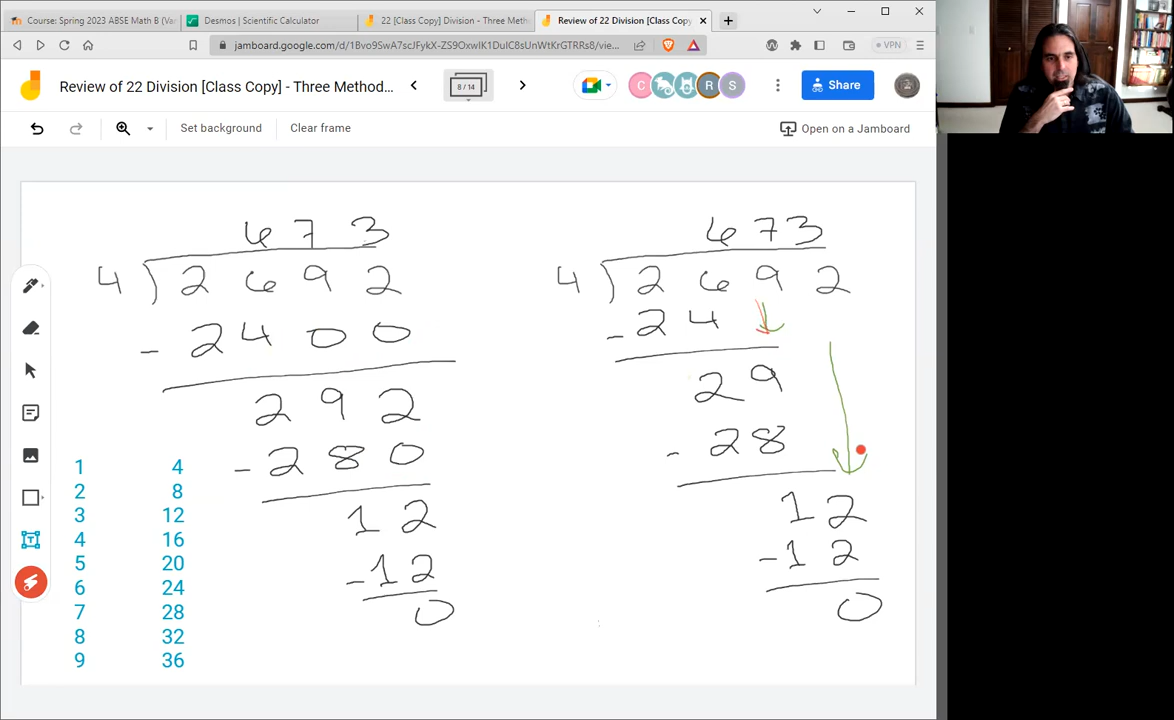 Course: Spring 2023 ABSE Math B (Va
Desmos | Scientific Calculator
22 [Class Copy] Division - Three Meth
Review of 22 Division [Class Copy
jamboard.google.com/d/1Bvo9SwA7scJFykX-ZS9OxwIK1DuIC8sUnWtKrGTRRs8/vie...
VPN
Review of 22 Division [Class Copy] - Three Method...
8 / 14
C
R
S
Share
Set background
Clear frame
Open on a Jamboard
673
4 2692
- 2400
292
- 280
12
- 12
0
673
4 2692
- 24
29
- 28
12
- 12
0
1 4
2 8
3 12
4 16
5 20
6 24
7 28
8 32
9 36